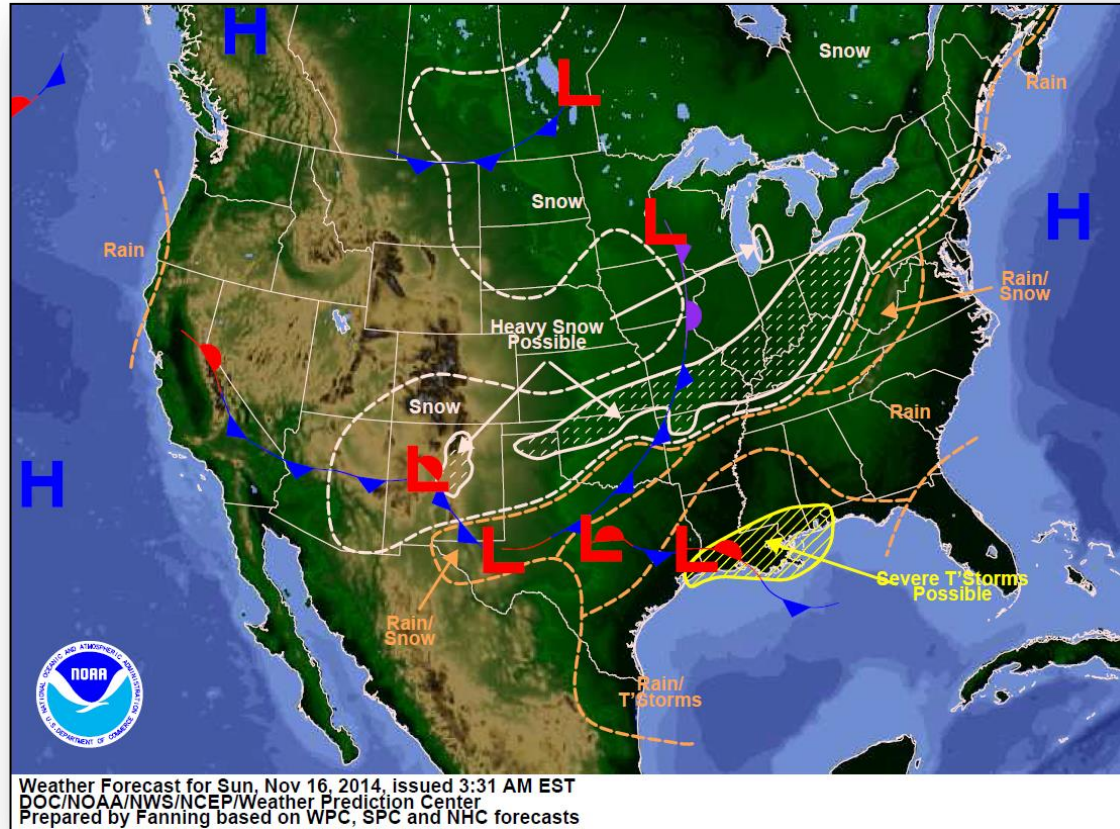 H
L
Snow
Rain
Snow
L
H
Rain
Rain/
Snow
Heavy Snow
Possible
Snow
Rain
L
H
L
L
L
Severe T'Storms
Possible
Rain/
Snow
Rain/
T'Storms
NATIONAL OCEANIC AND ATMOSPHERIC ADMINISTRATION
NOAA
U.S. DEPARTMENT OF COMMERCE
Weather Forecast for Sun, Nov 16, 2014, issued 3:31 AM EST
DOC/NOAA/NWS/NCEP/Weather Prediction Center
Prepared by Fanning based on WPC, SPC and NHC forecasts